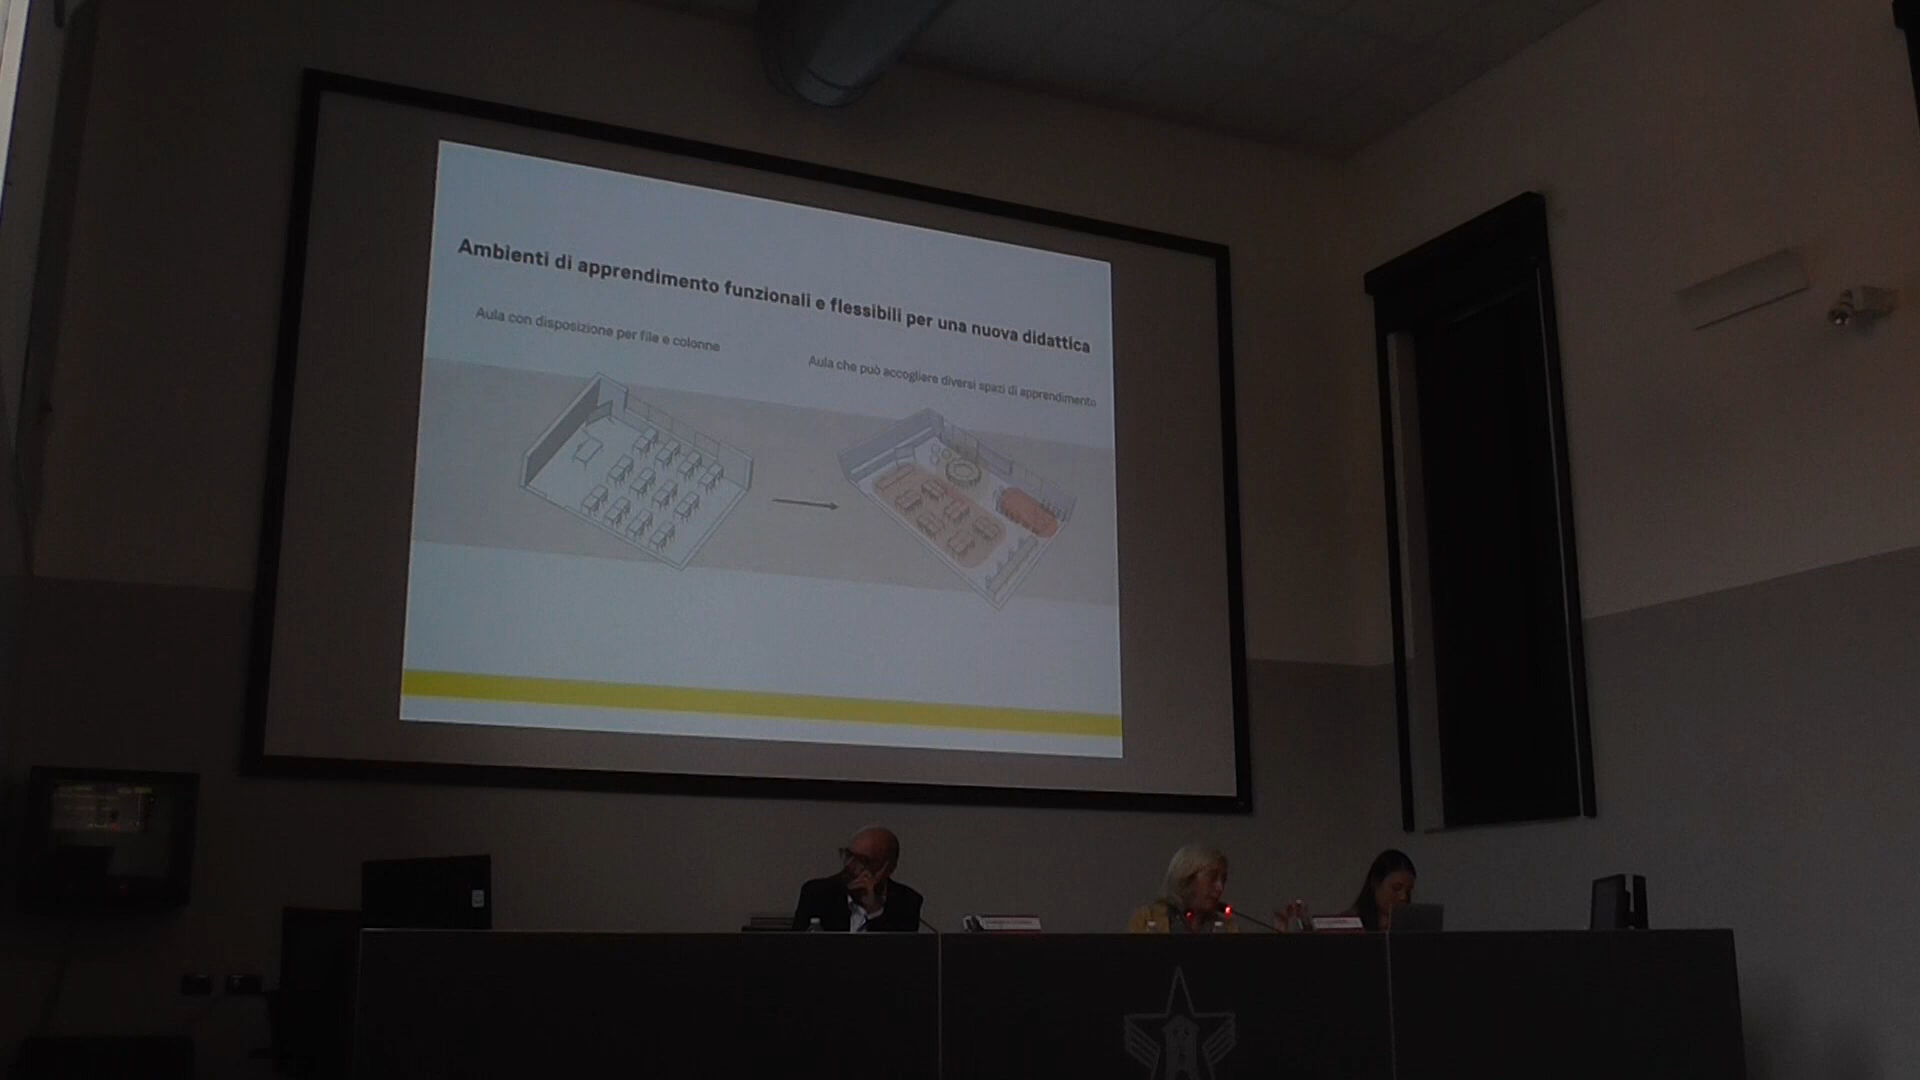 Ambienti di apprendimento funzionali e flessibili per una nuova didattica
Aula con disposizione per file e colonne
Aula che può accogliere diversi spazi di apprendimento